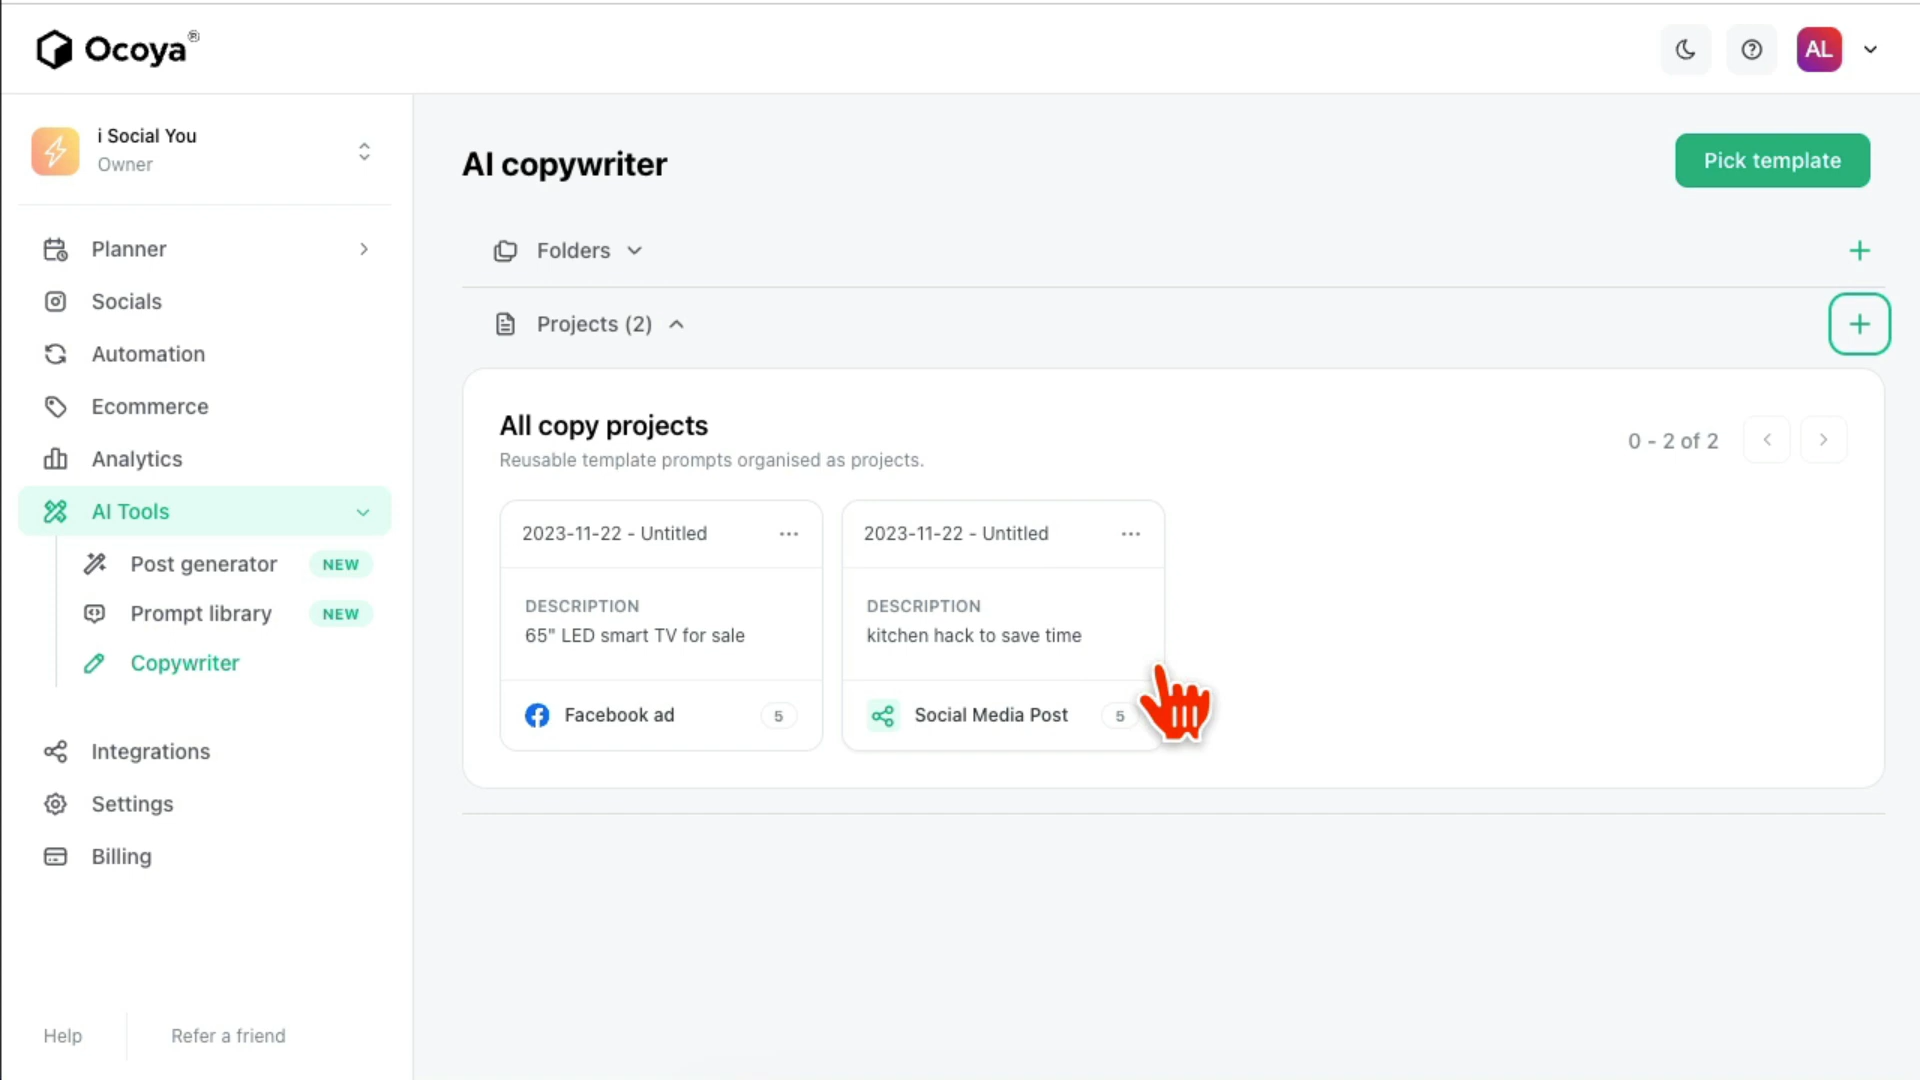 Ocoya®
AL
i Social You
Owner
Planner
Socials
Automation
Ecommerce
Analytics
AI Tools
Post generator NEW
Prompt library NEW
Copywriter
Integrations
Settings
Billing
Help
Refer a friend
AI copywriter
Pick template
Folders
Projects (2)
All copy projects
Reusable template prompts organised as projects.
0 - 2 of 2
2023-11-22 - Untitled
DESCRIPTION
65" LED smart TV for sale
Facebook ad 5
2023-11-22 - Untitled
DESCRIPTION
kitchen hack to save time
Social Media Post 5